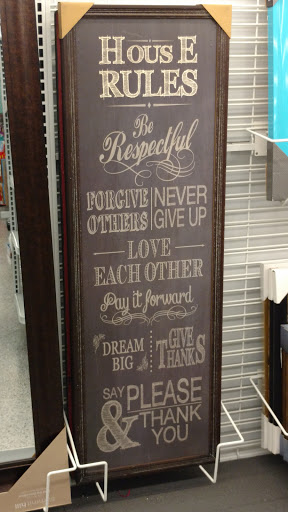 HousE
RULES
Be
Respectful
FORGIVE
OTHERS
NEVER
GIVE UP
LOVE
EACH OTHER
Pay it forward
DREAM
BIG
GIVE
THANKS
SAY PLEASE
& THANK
YOU